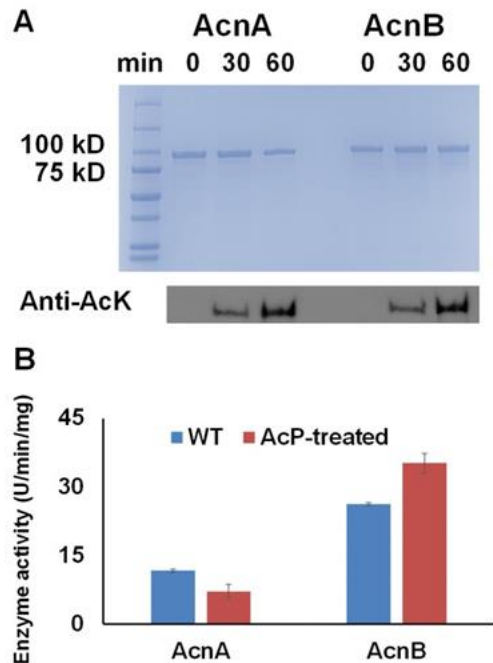 A
AcnA AcnB
min 0 30 60 0 30 60
100 kD
75 kD
Anti-AcK
B
Enzyme activity (U/min/mg)
45
WT AcP-treated
30
15
0
AcnA AcnB